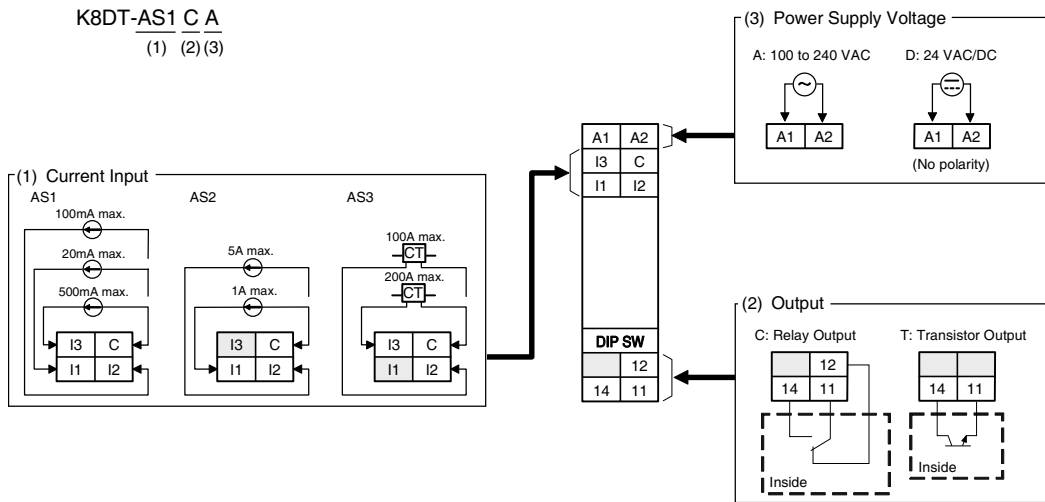 K8DT-AS1 C A
(1) (2) (3)
(3) Power Supply Voltage
A: 100 to 240 VAC
D: 24 VAC/DC
A1 A2
A1 A2
(No polarity)
A1 A2
I3 C
I1 I2
DIP SW
12
14 11
(1) Current Input
AS1
AS2
AS3
100mA max.
20mA max.
500mA max.
I3 C
I1 I2
5A max.
1A max.
I3 C
I1 I2
100A max.
CT
200A max.
CT
I3 C
I1 I2
(2) Output
C: Relay Output
T: Transistor Output
12
14 11
Inside
14 11
Inside